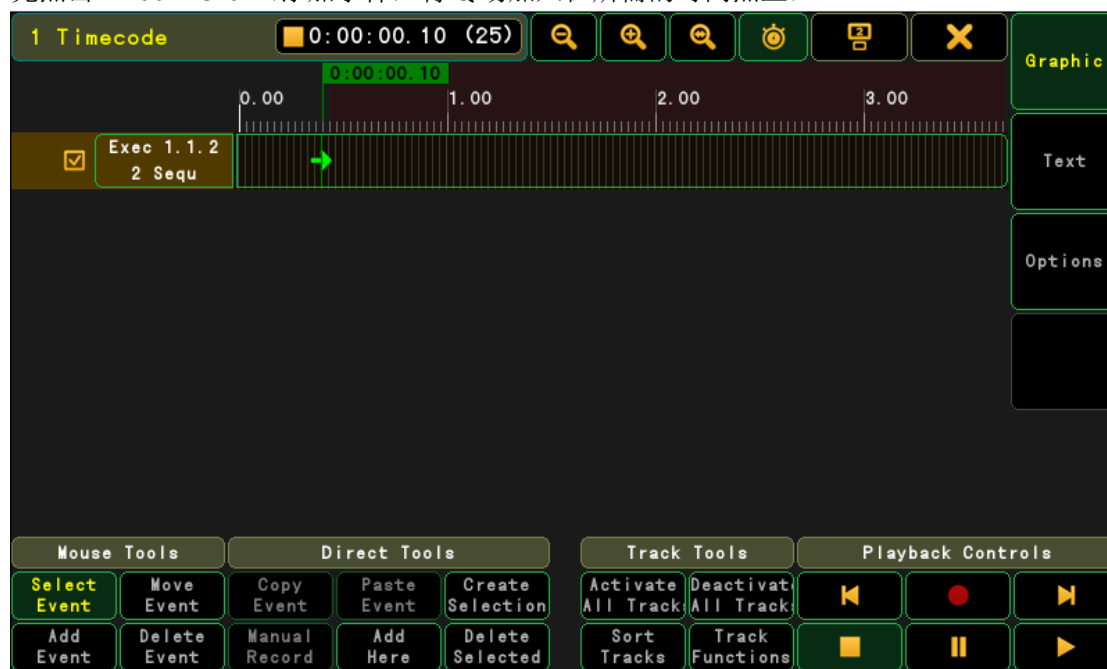 1 Timecode
0:00:00.10 (25)
2
Graphic
0:00:00.10
0.00
1.00
2.00
3.00
Exec 1.1.2
2 Sequ
Text
Options
Mouse Tools
Direct Tools
Track Tools
Playback Controls
Select Event
Move Event
Copy Event
Paste Event
Create Selection
Activate All Track
Deactivat All Track
Add Event
Delete Event
Manual Record
Add Here
Delete Selected
Sort Tracks
Track Functions